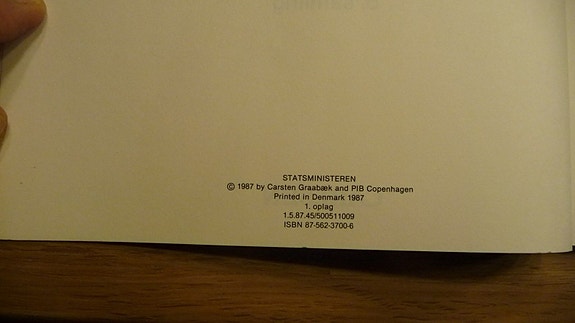 STATSMINISTEREN
© 1987 by Carsten Graabæk and PIB Copenhagen
Printed in Denmark 1987
1. oplag
1.5.87.45/500511009
ISBN 87-562-3700-6